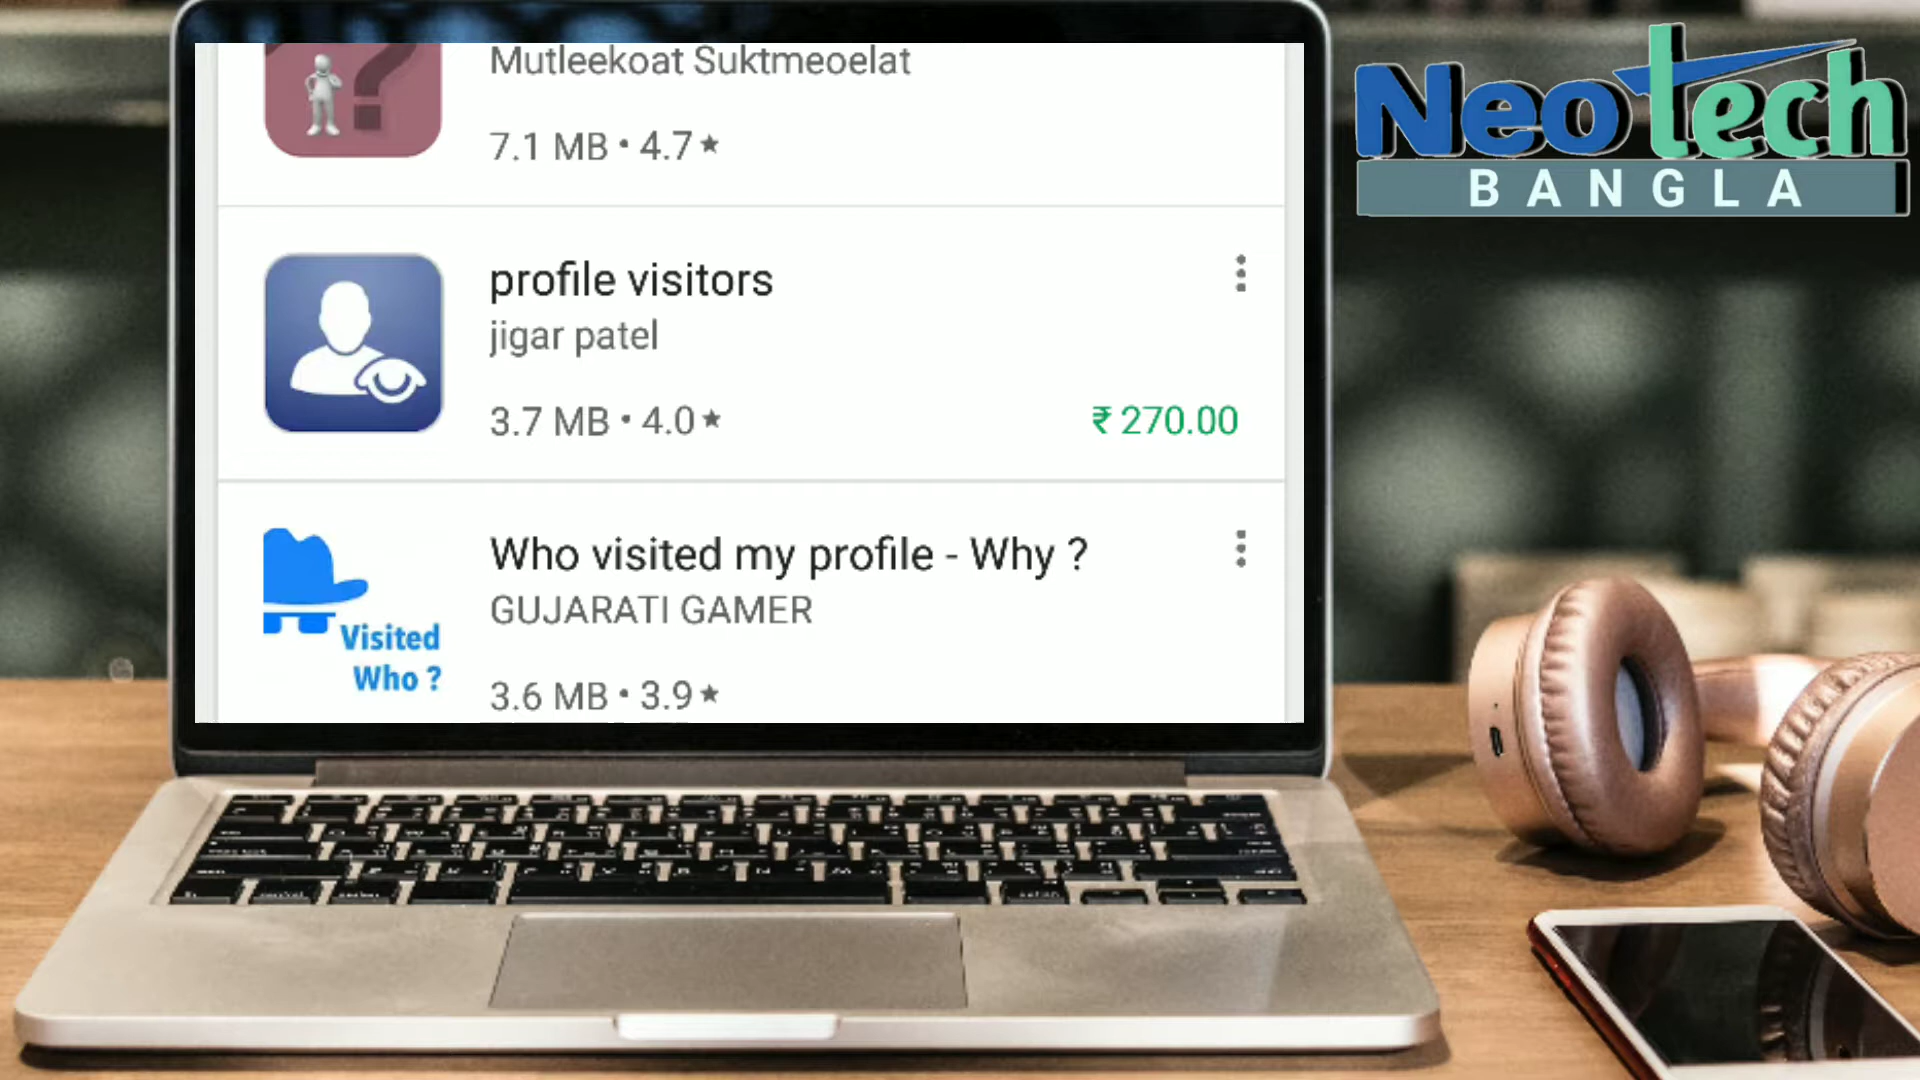 Mutleekoat Suktmeoelat
7.1 MB • 4.7 ★
profile visitors
jigar patel
3.7 MB • 4.0 ★
₹ 270.00
Who visited my profile - Why ?
GUJARATI GAMER
3.6 MB • 3.9 ★
Visited
Who ?
Neotech
BANGLA